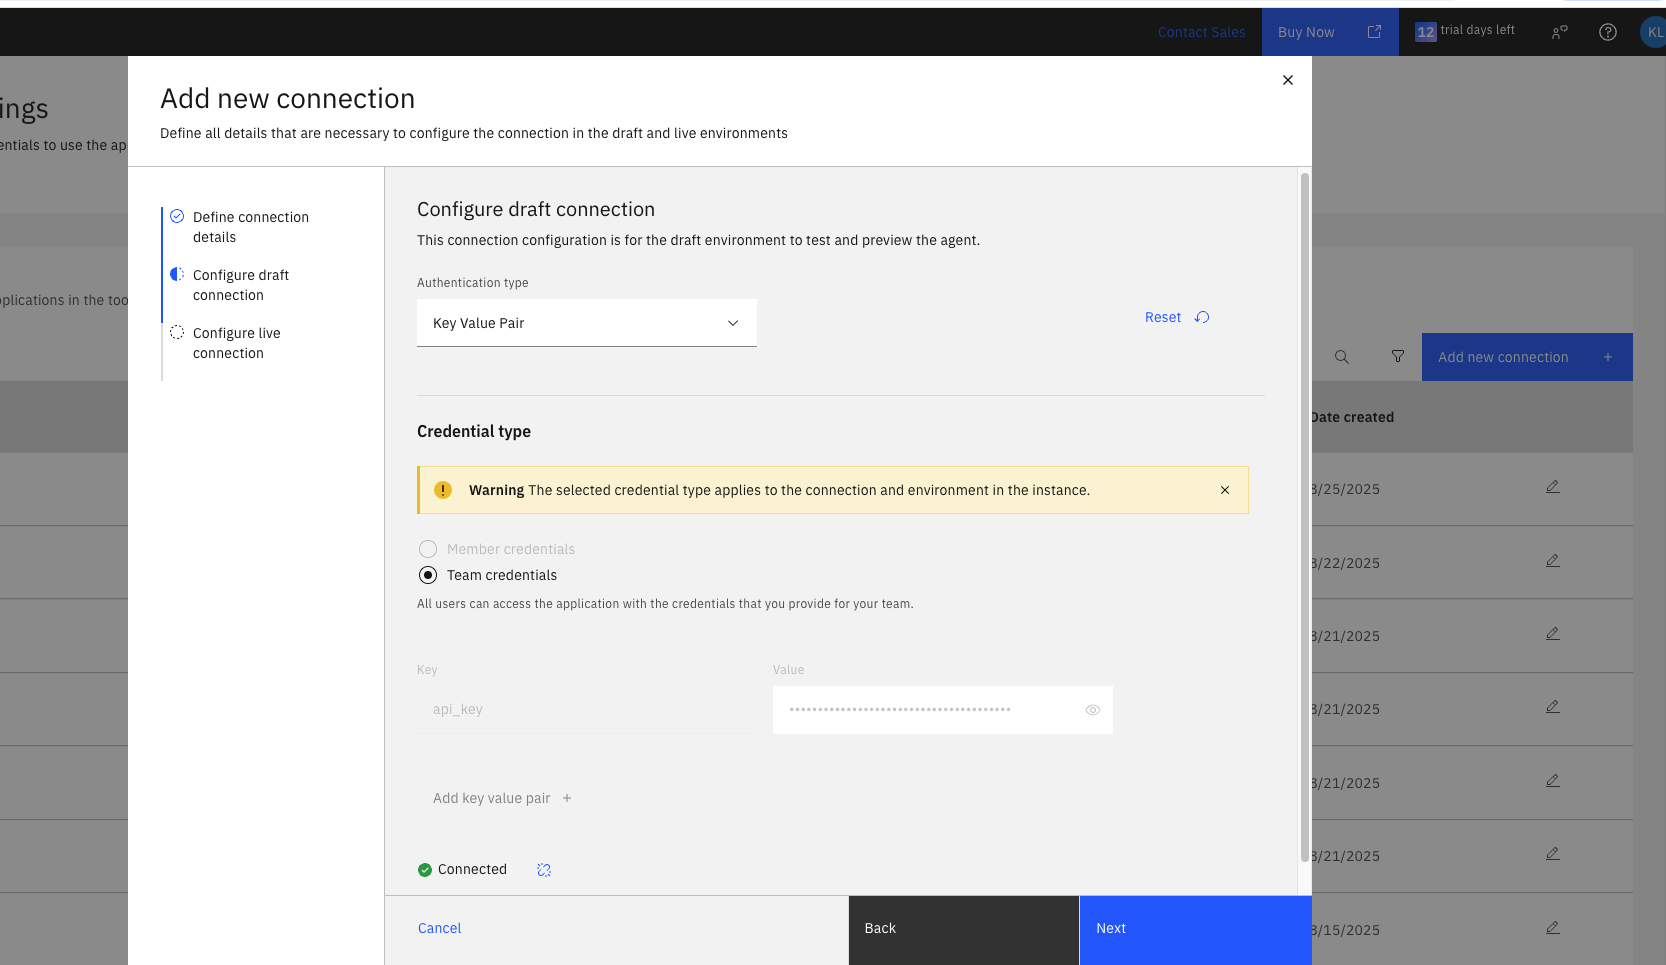 Contact Sales
Buy Now
12 trial days left
KL
ings
entials to use the ap
Add new connection
Define all details that are necessary to configure the connection in the draft and live environments
Define connection
details
Configure draft
connection
Configure live
connection
Configure draft connection
This connection configuration is for the draft environment to test and preview the agent.
Authentication type
Key Value Pair
Reset
Credential type
Warning The selected credential type applies to the connection and environment in the instance.
Member credentials
Team credentials
All users can access the application with the credentials that you provide for your team.
Key
Value
api_key
•••••••••••••••••••••••••••••••••••••••
Add key value pair +
Connected
Cancel
Back
Next
plications in the too
Add new connection +
Date created
8/25/2025
8/22/2025
8/21/2025
8/21/2025
8/21/2025
8/21/2025
8/15/2025